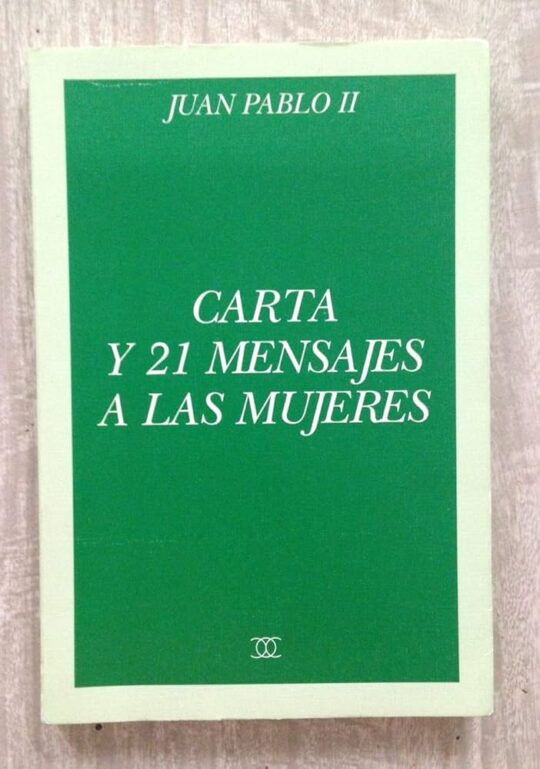 JUAN PABLO II
CARTA
Y 21 MENSAJES
A LAS MUJERES